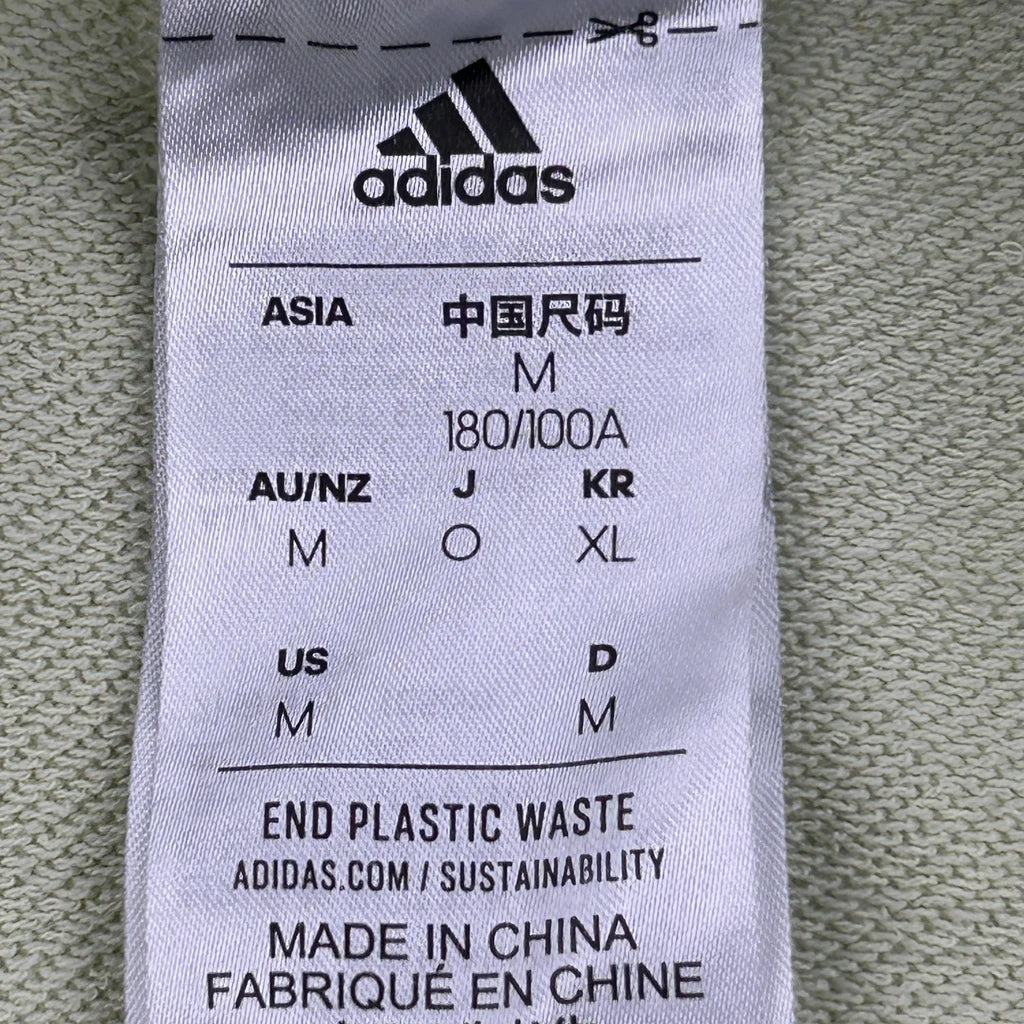 adidas
ASIA 中国尺码
M
180/100A
AU/NZ J KR
M O XL
US D
M M
END PLASTIC WASTE
ADIDAS.COM / SUSTAINABILITY
MADE IN CHINA
FABRIQUÉ EN CHINE